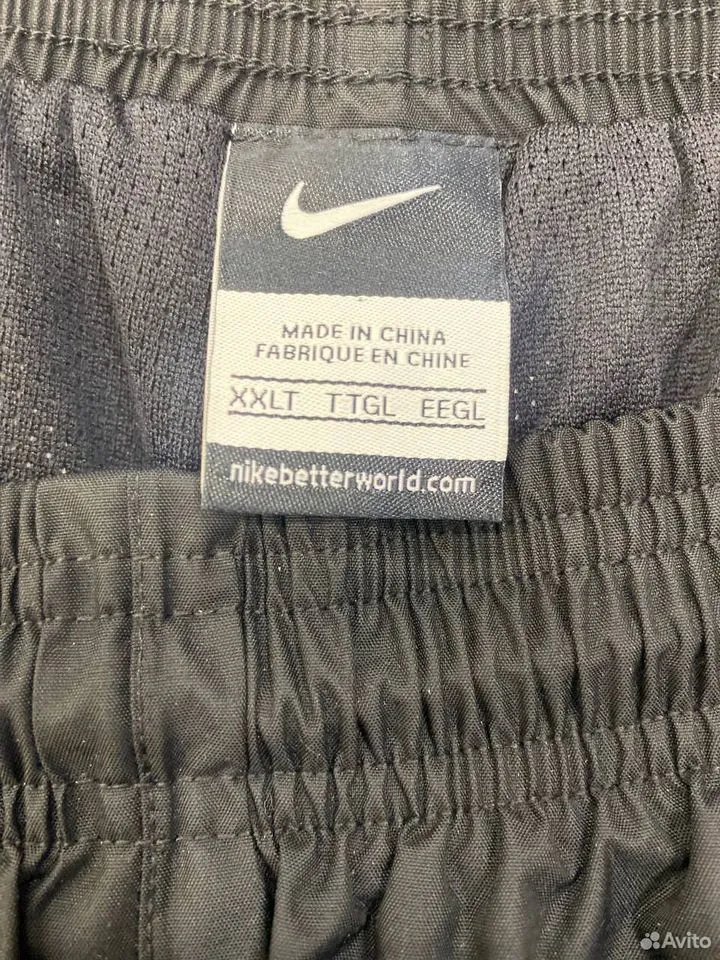 MADE IN CHINA
FABRIQUE EN CHINE
XXLT TTGL EEGL
nikebetterworld.com
Avito